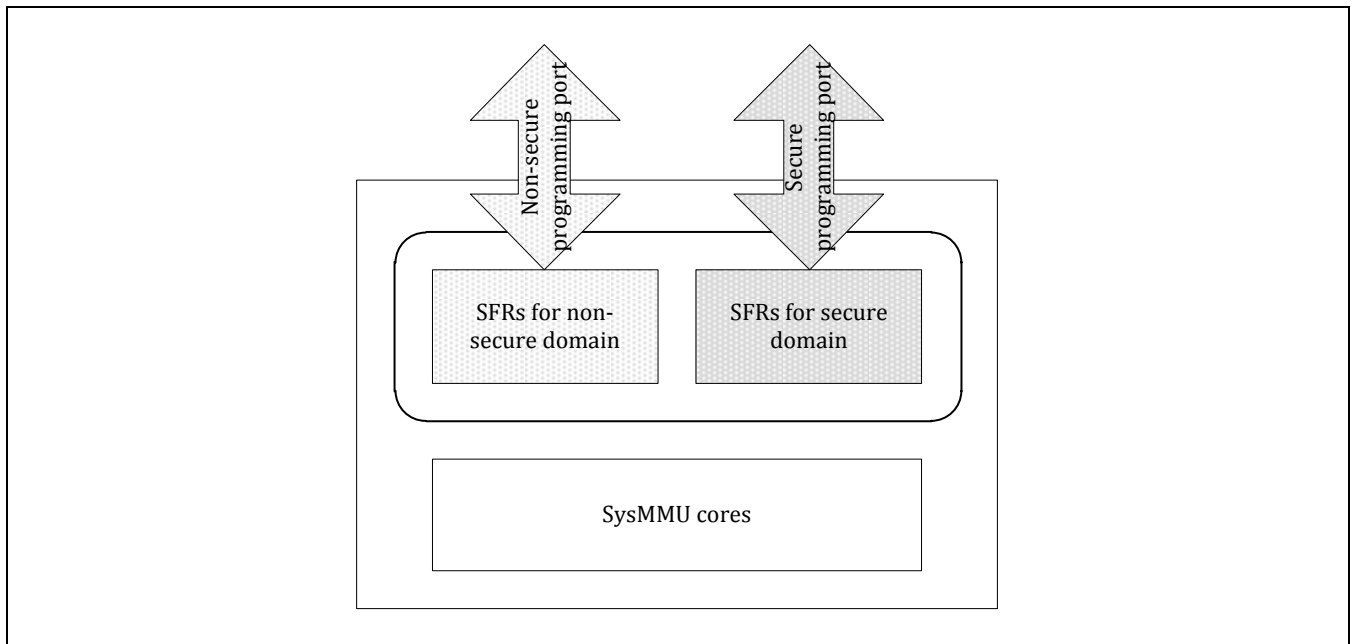 Non-secure
programming port
Secure
programming port
SFRs for non-
secure domain
SFRs for secure
domain
SysMMU cores